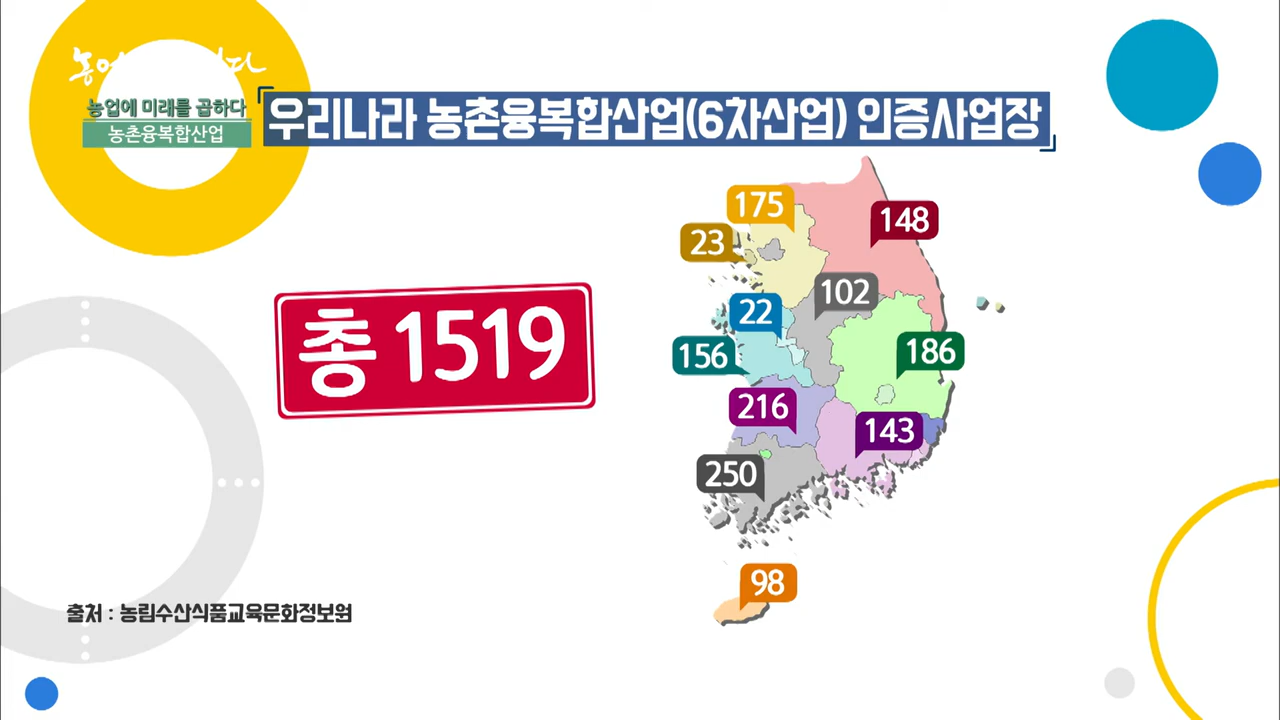 농업에 미래를 곱하다
농촌융복합산업
우리나라 농촌융복합산업(6차산업) 인증사업장
175
148
23
102
22
156
186
216
143
250
98
총 1519
출처 : 농림수산식품교육문화정보원